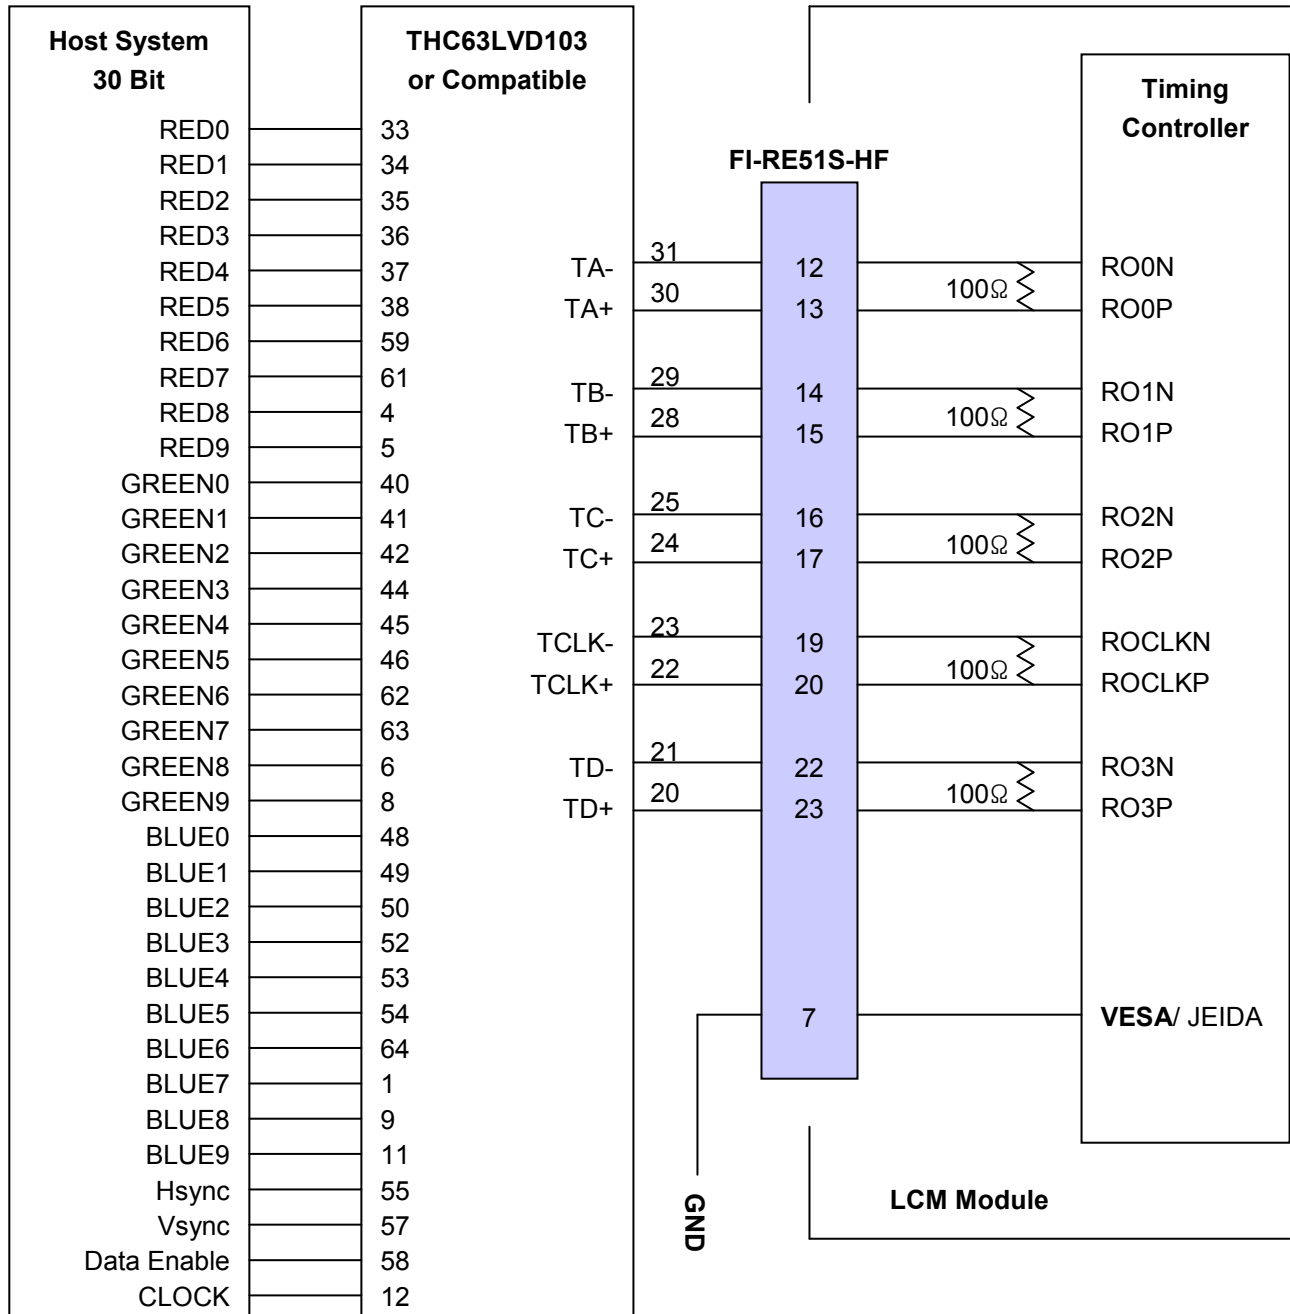 Host System
30 Bit
RED0
RED1
RED2
RED3
RED4
RED5
RED6
RED7
RED8
RED9
GREEN0
GREEN1
GREEN2
GREEN3
GREEN4
GREEN5
GREEN6
GREEN7
GREEN8
GREEN9
BLUE0
BLUE1
BLUE2
BLUE3
BLUE4
BLUE5
BLUE6
BLUE7
BLUE8
BLUE9
Hsync
Vsync
Data Enable
CLOCK
THC63LVD103
or Compatible
33
34
35
36
37
38
59
61
4
5
40
41
42
44
45
46
62
63
6
8
48
49
50
52
53
54
64
1
9
11
55
57
58
12
TA-
TA+
TB-
TB+
TC-
TC+
TCLK-
TCLK+
TD-
TD+
31
30
29
28
25
24
23
22
21
20
GND
FI-RE51S-HF
12
13
14
15
16
17
19
20
22
23
7
100Ω
100Ω
100Ω
100Ω
100Ω
Timing
Controller
RO0N
RO0P
RO1N
RO1P
RO2N
RO2P
ROCLKN
ROCLKP
RO3N
RO3P
VESA/ JEIDA
LCM Module